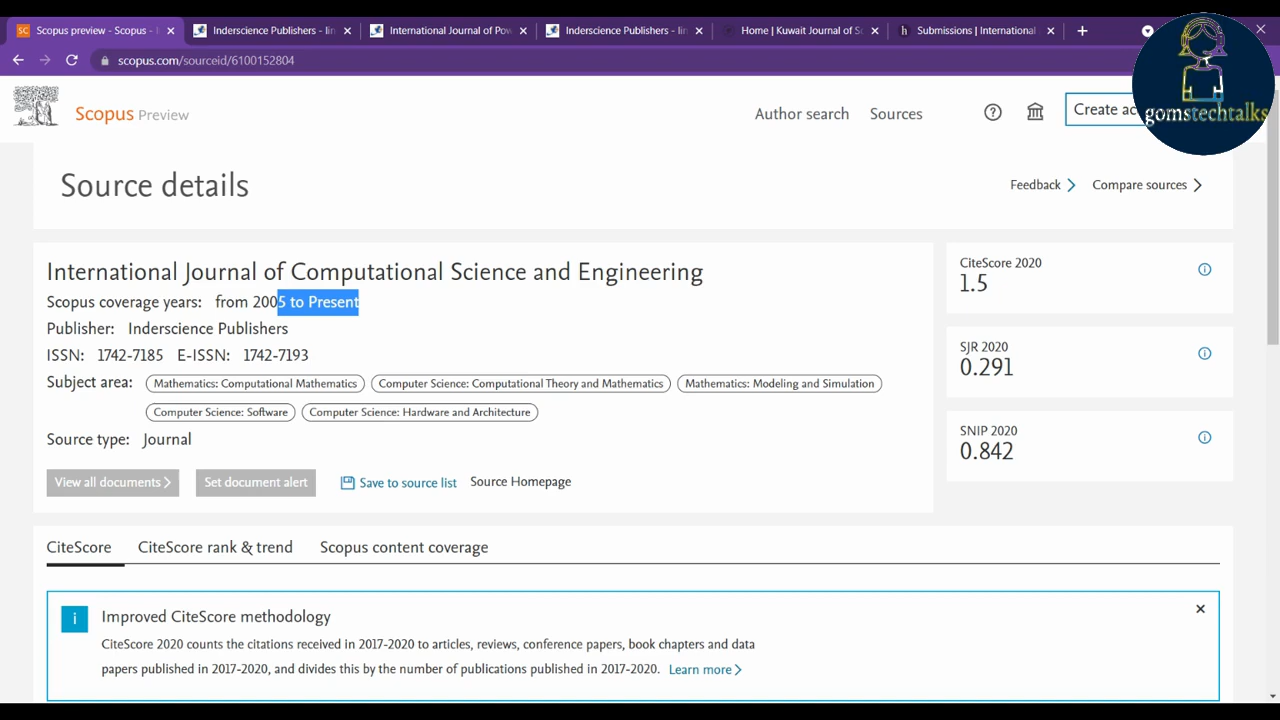 Scopus preview - Scopus -
Inderscience Publishers - lin
International Journal of Pow
Inderscience Publishers - lin
Home | Kuwait Journal of Sc
Submissions | International
scopus.com/sourceid/6100152804
gomstechtalks
Scopus Preview
Author search
Sources
Create ac
Source details
Feedback
Compare sources
International Journal of Computational Science and Engineering
Scopus coverage years: from 2005 to Present
Publisher: Inderscience Publishers
ISSN: 1742-7185 E-ISSN: 1742-7193
Subject area: Mathematics: Computational Mathematics Computer Science: Computational Theory and Mathematics Mathematics: Modeling and Simulation
Computer Science: Software Computer Science: Hardware and Architecture
Source type: Journal
View all documents Set document alert Save to source list Source Homepage
CiteScore 2020
1.5
SJR 2020
0.291
SNIP 2020
0.842
CiteScore CiteScore rank & trend Scopus content coverage
i Improved CiteScore methodology
CiteScore 2020 counts the citations received in 2017-2020 to articles, reviews, conference papers, book chapters and data
papers published in 2017-2020, and divides this by the number of publications published in 2017-2020. Learn more